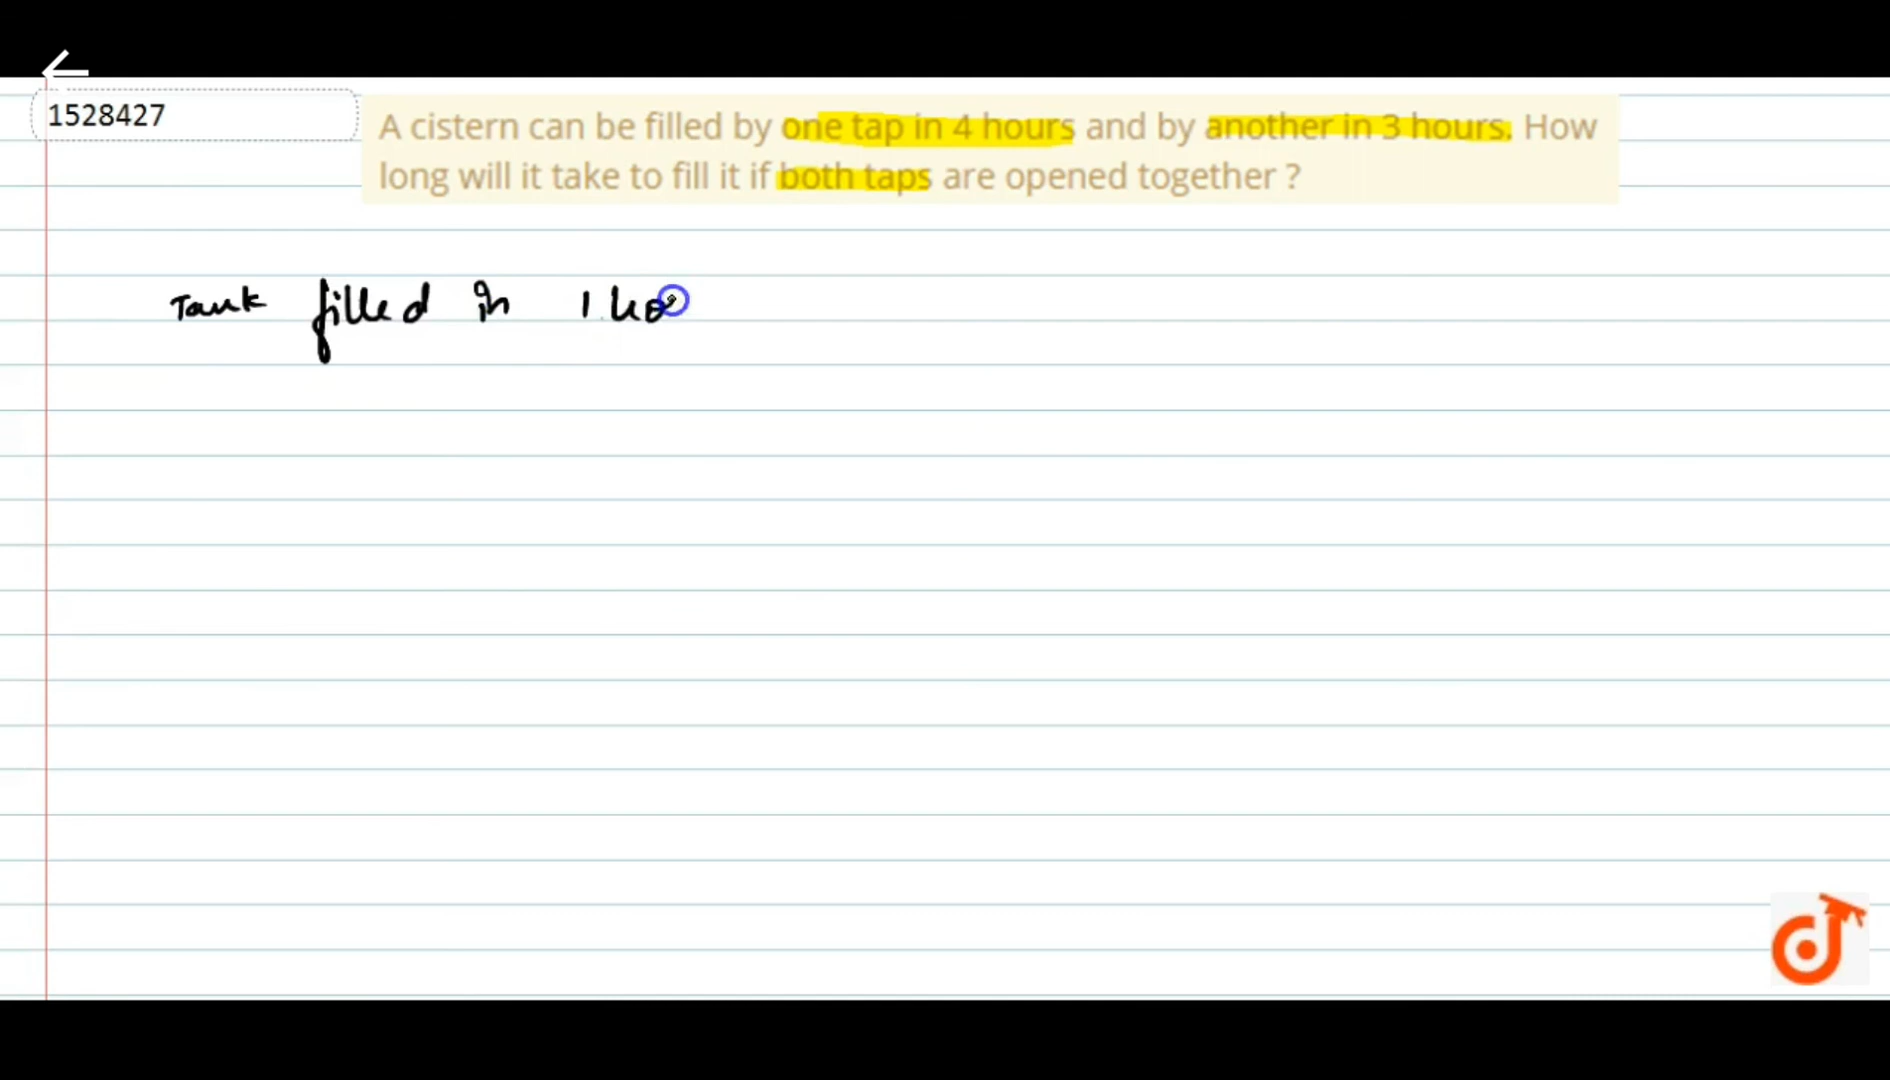 1528427
A cistern can be filled by one tap in 4 hours and by another in 3 hours. How
long will it take to fill it if both taps are opened together ?
Tank filled in 1 ho